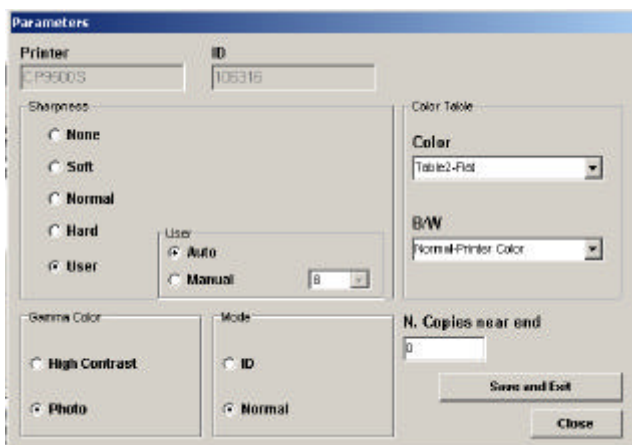 Parameters
Printer
ID
CP9500S
106316
Sharpness
None
Soft
Normal
Hard
User
User
Auto
Manual
8
Color Table
Color
Table2-Flat
B/W
Normal-Printer Color
Gamma Color
High Contrast
Photo
Mode
ID
Normal
N. Copies near end
0
Save and Exit
Close